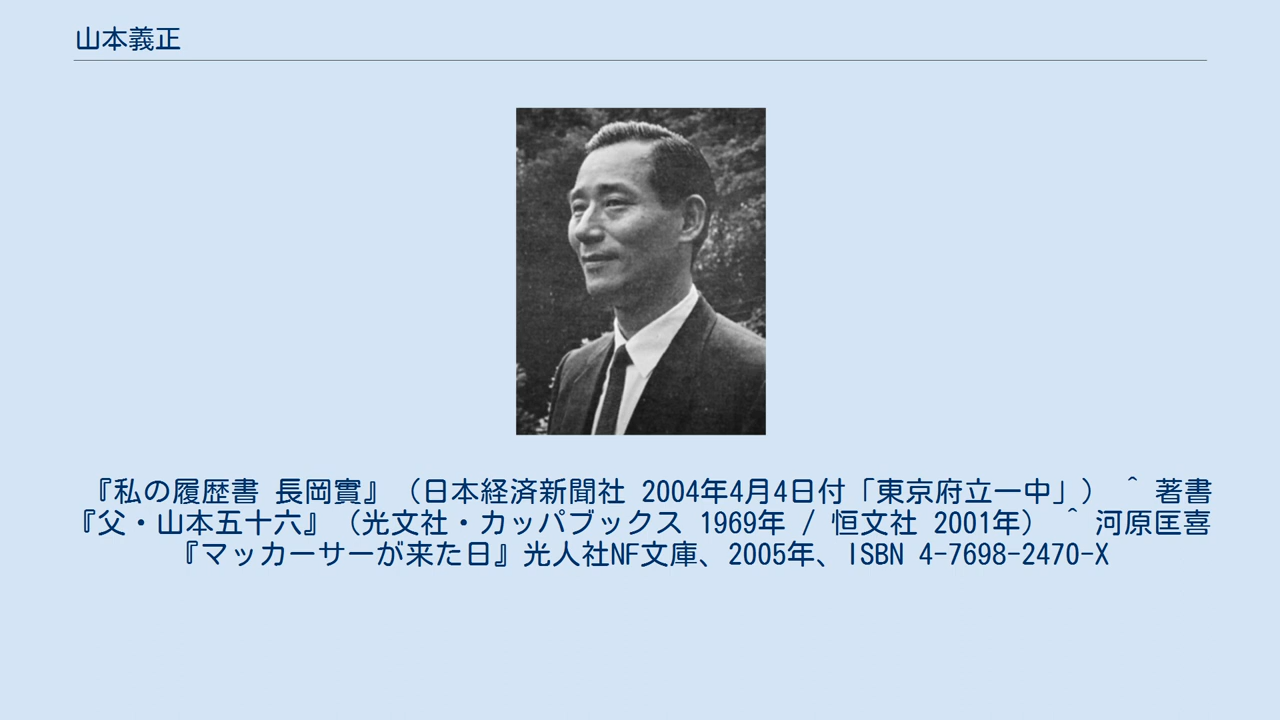 山本義正
『私の履歴書 長岡實』（日本経済新聞社 2004年4月4日付「東京府立一中」） ^ 著書
『父・山本五十六』（光文社・カッパブックス 1969年 / 恒文社 2001年） ^ 河原匡喜
『マッカーサーが来た日』光人社NF文庫、2005年、ISBN 4-7698-2470-X